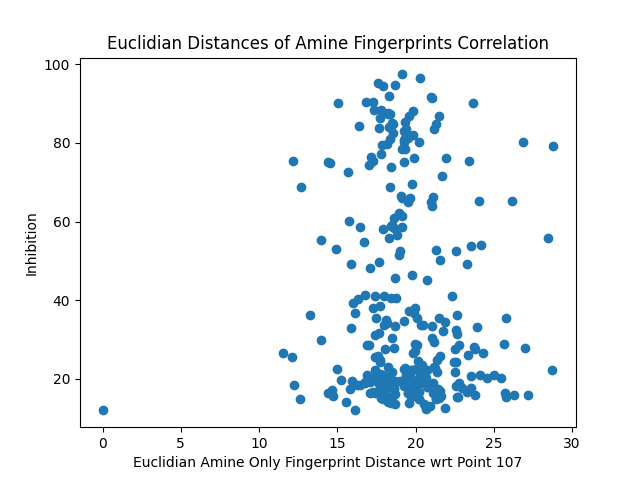 Euclidian Distances of Amine Fingerprints Correlation
100
80
60
40
20
Inhibition
0 5 10 15 20 25 30
Euclidian Amine Only Fingerprint Distance wrt Point 107